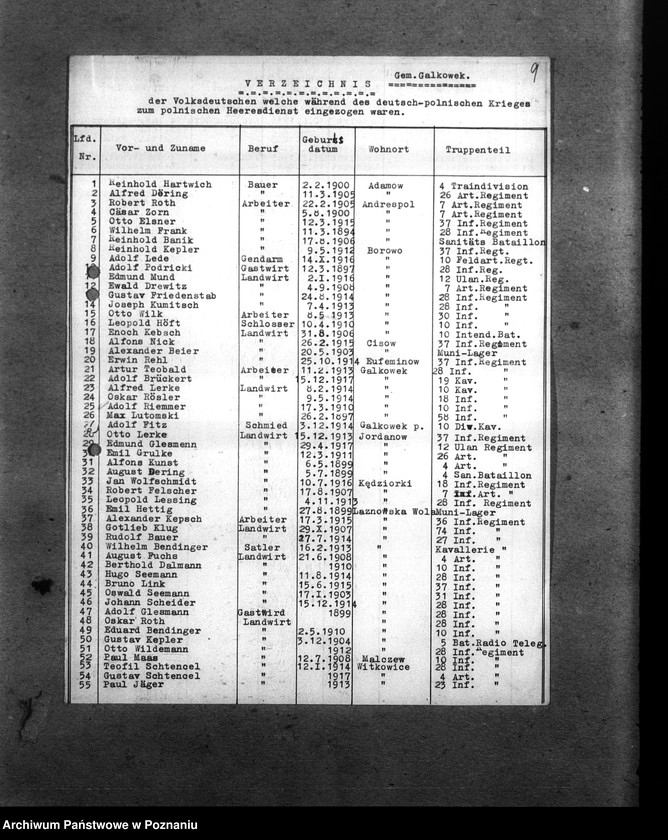 9
Gem.Galkowek.
VERZEICHNIS
der Volksdeutschen welche während des deutsch-polnischen Krieges
zum polnischen Heeresdienst eingezogen waren.
Lfd. Nr. Vor- und Zuname Beruf Geburts datum Wohnort Truppenteil
1 Reinhold Hartwich Bauer 2.2.1900 Adamow 4 Traindivision
2 Alfred Döring " 11.3.1905 " 26 Art.Regiment
3 Robert Roth Arbeiter 22.2.1905 Andrespol 7 Art.Regiment
4 Cäsar Zorn " 5.8.1900 " 7 Art.Regiment
5 Otto Elsner " 12.3.1915 " 37 Inf.Regiment
6 Wilhelm Frank " 11.3.1894 " 28 Inf.Regiment
7 Reinhold Banik " 17.8.1906 " Sanitäts Bataillon
8 Reinhold Kepler " 9.5.1912 Borowo 37 Inf.Regt.
9 Adolf Lede Gendarm 14.X.1916 " 10 Feldart.Regt.
Adolf Podricki Gastwirt 12.3.1897 " 28 Inf.Reg.
Edmund Mund Landwirt 2.I.1916 " 12 Ulan.Reg.
12 Ewald Drewitz " 4.9.1908 " 7 Art.Regiment
Gustav Friedenstab " 24.8.1914 " 28 Inf.Regiment
14 Joseph Kumitsch " 7.4.1913 " 28 Inf. "
15 Otto Wilk Arbeiter 8.5.1913 " 30 Inf. "
16 Leopold Höft Schlosser 10.4.1910 " 10 Inf. "
17 Enoch Kebsch Landwirt 31.8.1906 " 10 Intend.Bat.
18 Alfons Nick " 26.2.1915 Cisow 37 Inf.Regiment
19 Alexander Beier " 20.5.1903 " Muni-Lager
20 Erwin Rehl " 25.10.1914 Eufeminow 37 Inf.Regiment
21 Artur Teobald Arbeiter 11.2.1913 Galkowek 28 Inf. "
22 Adolf Brückert " 15.12.1917 " 19 Kav. "
23 Alfred Lerke Landwirt 8.2.1914 " 10 Kav. "
24 Oskar Rösler " 9.5.1914 " 18 Inf. "
25 Adolf Riemmer " 17.3.1910 " 10 Inf. "
26 Max Lutomski " 26.2.1897 " 58 Inf. "
27 Adolf Fitz Schmied 3.12.1914 Galkowek p. 10 Div.Kav.
28 Otto Lerke Landwirt 15.12.1913 Jordanow 37 Inf.Regiment
29 Edmund Glesmenn " 29.4.1917 " 12 Ulan Regiment
Emil Grulke " 12.3.1911 " 26 Art. "
31 Alfons Kunst " 6.5.1899 " 4 Art. "
32 August Dering " 5.7.1899 " 4 San.Bataillon
33 Jan Wolfschmidt " 10.7.1916 Kędziorki 18 Inf.Regiment
34 Robert Felscher " 17.8.1907 " 7 Art. "
35 Leopold Lessing " 4.11.1913 " 28 Inf. Regiment
36 Emil Hettig " 27.8.1899 Laznowska Wola Muni-Lager
37 Alexander Kepsch Arbeiter 17.3.1915 " 36 Inf.Regiment
38 Gotlieb Klug Landwirt 29.X.1907 " 74 Inf. "
39 Rudolf Bauer " 27.7.1914 " 27 Inf. "
40 Wilhelm Bendinger Satler 16.2.1913 " Kavallerie "
41 August Fuchs Landwirt 21.6.1908 " 4 Art. "
42 Berthold Dalmann " 1910 " 10 Inf. "
43 Hugo Seemann " 11.8.1914 " 28 Inf. "
44 Bruno Link " 15.6.1915 " 37 Inf. "
45 Oswald Seemann " 17.I.1903 " 31 Inf. "
46 Johann Scheider " 15.12.1914 " 28 Inf. "
47 Adolf Glesmann Gastwird 1899 " 28 Inf. "
48 Oskar Roth Landwirt " 28 Inf. "
49 Eduard Bendinger " 2.5.1910 " 10 Inf. "
50 Gustav Kepler " 3.12.1904 " 5 Bat.Radio Teleg.
51 Otto Wildemann " 1912 " 28 Inf.Regiment
52 Paul Maas " 12.7.1908 Malczew 10 Inf. "
53 Teofil Schtencel " 12.I.1914 Witkowice 28 Inf. "
54 Gustav Schtencel " 1917 " 4 Art. "
55 Paul Jäger " 1913 " 23 Inf. "
Archiwum Państwowe w Poznaniu